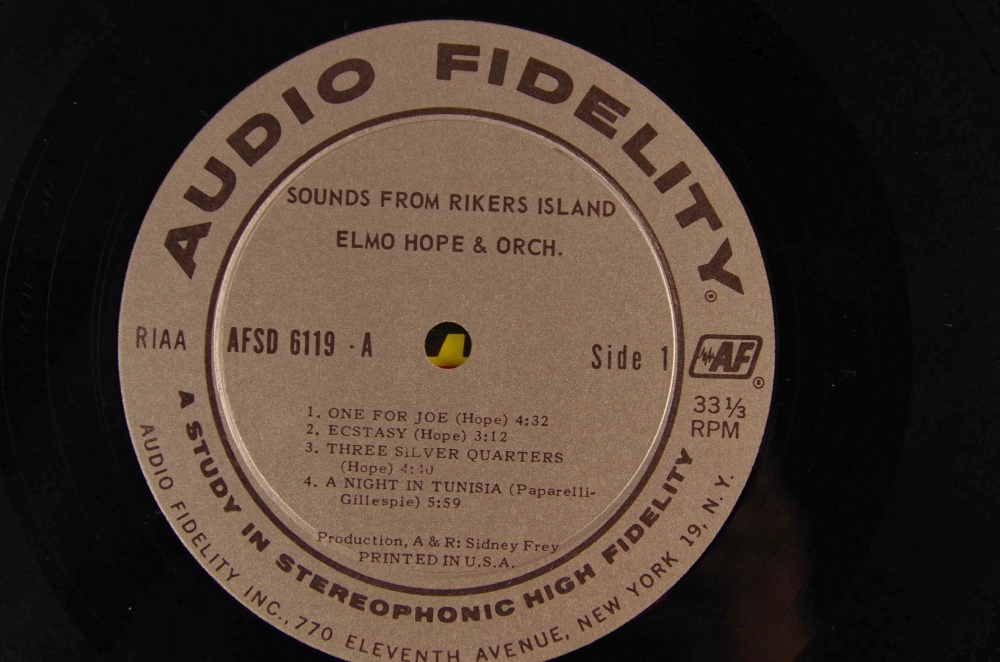 AUDIO FIDELITY®
SOUNDS FROM RIKERS ISLAND
ELMO HOPE & ORCH.
RIAA
AFSD 6119 - A
Side 1
AF®
33 1/3
RPM
1. ONE FOR JOE (Hope) 4:32
2. ECSTASY (Hope) 3:12
3. THREE SILVER QUARTERS
(Hope) 4:40
4. A NIGHT IN TUNISIA (Paparelli-
Gillespie) 5:59
Production, A & R: Sidney Frey
PRINTED IN U.S.A.
A STUDY IN STEREOPHONIC HIGH FIDELITY
AUDIO FIDELITY INC., 770 ELEVENTH AVENUE, NEW YORK 19, N.Y.